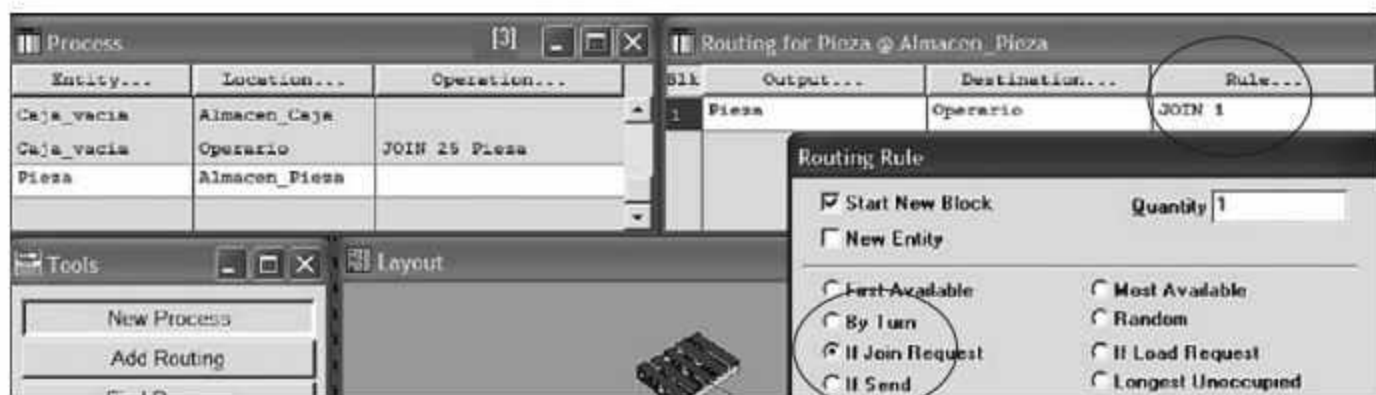 Process [3]
Entity... Location... Operation...
Caja_vacia Almacen_Caja
Caja_vacia Operario JOIN 25 Pieza
Pieza Almacen_Pieza
Routing for Pieza @ Almacen_Pieza
Blk Output... Destination... Rule...
1 Pieza Operario JOIN 1
Routing Rule
Start New Block Quantity 1
New Entity
First Available Most Available
By Turn Random
If Join Request If Load Request
If Send Longest Unoccupied
Tools
New Process
Add Routing
Layout